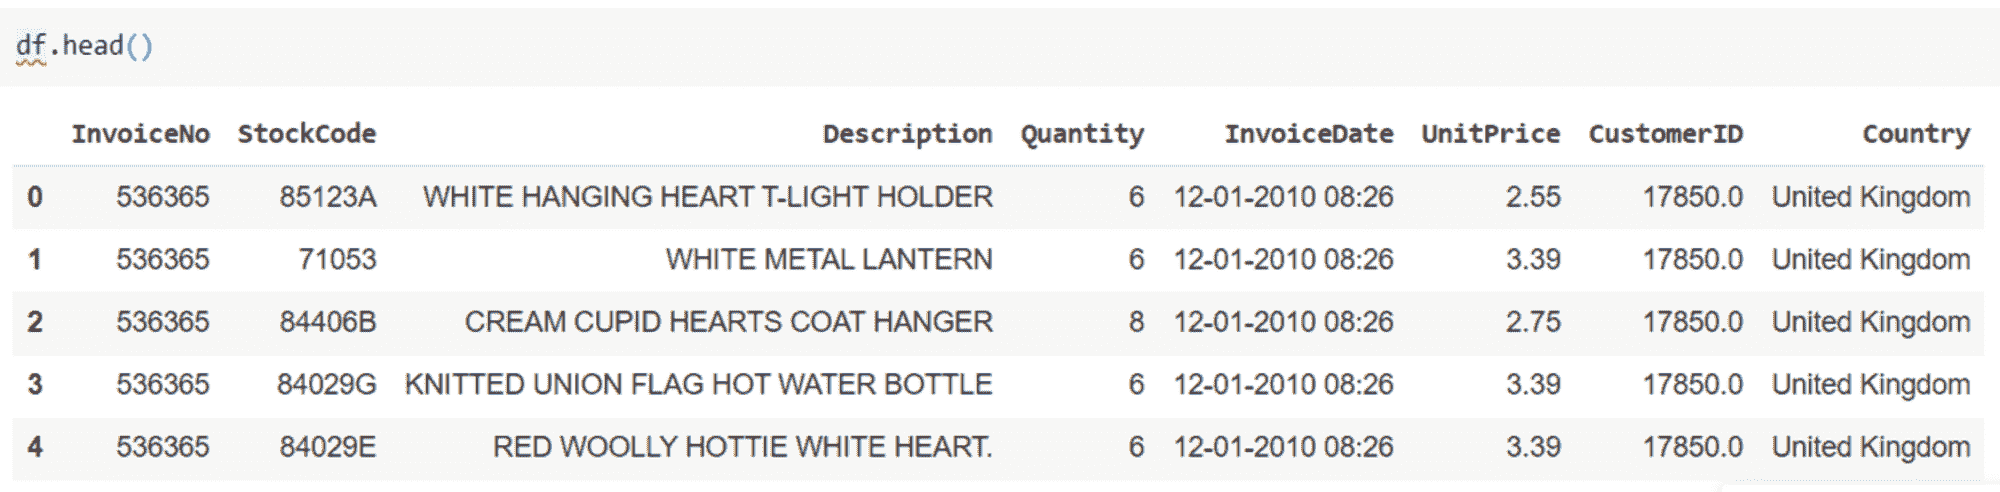 df.head()
InvoiceNo StockCode Description Quantity InvoiceDate UnitPrice CustomerID Country
0 536365 85123A WHITE HANGING HEART T-LIGHT HOLDER 6 12-01-2010 08:26 2.55 17850.0 United Kingdom
1 536365 71053 WHITE METAL LANTERN 6 12-01-2010 08:26 3.39 17850.0 United Kingdom
2 536365 84406B CREAM CUPID HEARTS COAT HANGER 8 12-01-2010 08:26 2.75 17850.0 United Kingdom
3 536365 84029G KNITTED UNION FLAG HOT WATER BOTTLE 6 12-01-2010 08:26 3.39 17850.0 United Kingdom
4 536365 84029E RED WOOLLY HOTTIE WHITE HEART. 6 12-01-2010 08:26 3.39 17850.0 United Kingdom